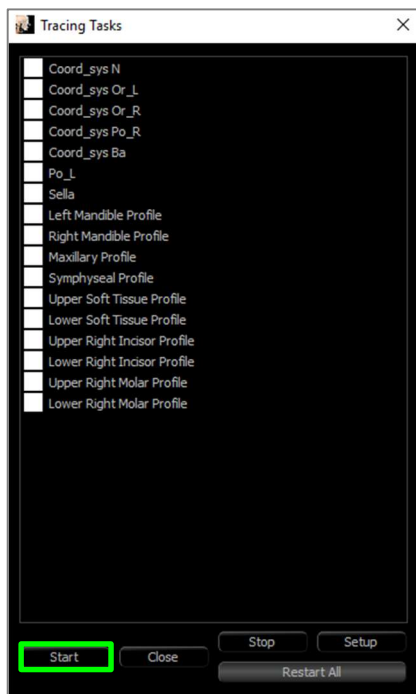 Tracing Tasks
Coord_sys N
Coord_sys Or_L
Coord_sys Or_R
Coord_sys Po_R
Coord_sys Ba
Po_L
Sella
Left Mandible Profile
Right Mandible Profile
Maxillary Profile
Symphyseal Profile
Upper Soft Tissue Profile
Lower Soft Tissue Profile
Upper Right Incisor Profile
Lower Right Incisor Profile
Upper Right Molar Profile
Lower Right Molar Profile
Stop Setup
Start Close
Restart All